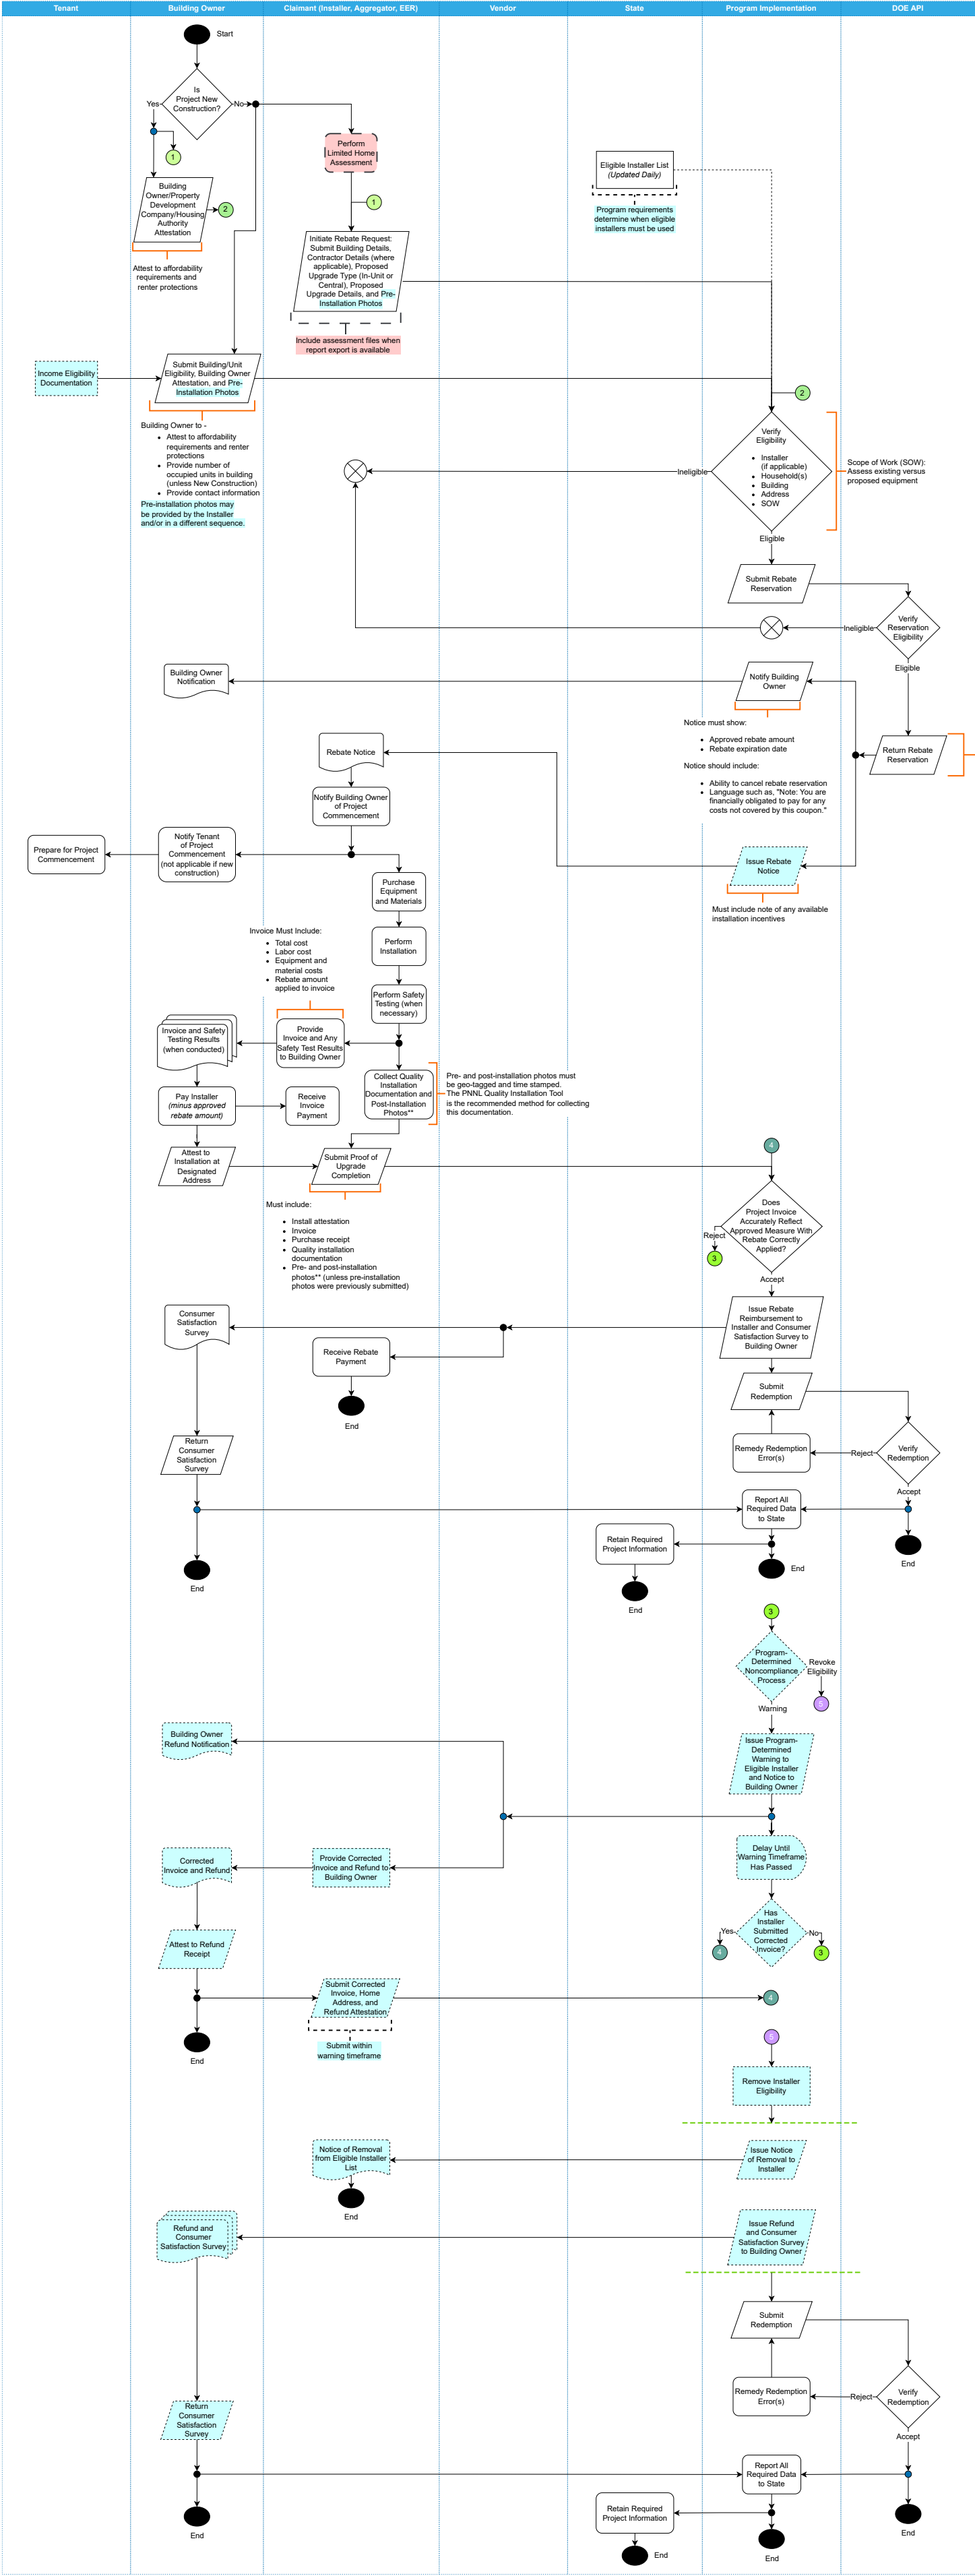 Tenant
Building Owner
Claimant (Installer, Aggregator, EER)
Vendor
State
Program Implementation
DOE API
Start
Is
Project New
Construction?
Yes
No
1
Perform
Limited Home
Assessment
Eligible Installer List
(Updated Daily)
Program requirements
determine when eligible
installers must be used
Building
Owner/Property
Development
Company/Housing
Authority
Attestation
2
Attest to affordability
requirements and
renter protections
1
Initiate Rebate Request:
Submit Building Details,
Contractor Details (where
applicable), Proposed
Upgrade Type (In-Unit or
Central), Proposed
Upgrade Details, and Pre-
Installation Photos
Include assessment files when
report export is available
Income Eligibility
Documentation
Submit Building/Unit
Eligibility, Building Owner
Attestation, and Pre-
Installation Photos
Building Owner to -
• Attest to affordability
requirements and renter
protections
• Provide number of
occupied units in building
(unless New Construction)
• Provide contact information
Pre-installation photos may
be provided by the Installer
and/or in a different sequence.
2
Verify
Eligibility
• Installer
(if applicable)
• Household(s)
• Building
• Address
• SOW
Ineligible
Scope of Work (SOW):
Assess existing versus
proposed equipment
Eligible
Submit Rebate
Reservation
Verify
Reservation
Eligibility
Ineligible
Eligible
Building Owner
Notification
Notify Building
Owner
Notice must show:
• Approved rebate amount
• Rebate expiration date
Notice should include:
• Ability to cancel rebate reservation
• Language such as, "Note: You are
financially obligated to pay for any
costs not covered by this coupon."
Return Rebate
Reservation
Rebate Notice
Notify Building Owner
of Project
Commencement
Prepare for Project
Commencement
Notify Tenant
of Project
Commencement
(not applicable if new
construction)
Issue Rebate
Notice
Must include note of any available
installation incentives
Purchase
Equipment
and Materials
Perform
Installation
Invoice Must Include:
• Total cost
• Labor cost
• Equipment and
material costs
• Rebate amount
applied to invoice
Perform Safety
Testing (when
necessary)
Invoice and Safety
Testing Results
(when conducted)
Provide
Invoice and Any
Safety Test Results
to Building Owner
Collect Quality
Installation
Documentation and
Post-Installation
Photos**
Pre- and post-installation photos must
be geo-tagged and time stamped.
The PNNL Quality Installation Tool
is the recommended method for collecting
this documentation.
Pay Installer
(minus approved
rebate amount)
Receive
Invoice
Payment
Attest to
Installation at
Designated
Address
Submit Proof of
Upgrade
Completion
Must include:
• Install attestation
• Invoice
• Purchase receipt
• Quality installation
documentation
• Pre- and post-installation
photos** (unless pre-installation
photos were previously submitted)
4
Does
Project Invoice
Accurately Reflect
Approved Measure With
Rebate Correctly
Applied?
Reject
3
Accept
Consumer
Satisfaction
Survey
Issue Rebate
Reimbursement to
Installer and Consumer
Satisfaction Survey to
Building Owner
Receive Rebate
Payment
End
Submit
Redemption
Return
Consumer
Satisfaction
Survey
Remedy Redemption
Error(s)
Reject
Verify
Redemption
Accept
Report All
Required Data
to State
Retain Required
Project Information
End
End
End
End
3
Program-
Determined
Noncompliance
Process
Revoke
Eligibility
5
Warning
Building Owner
Refund Notification
Issue Program-
Determined
Warning to
Eligible Installer
and Notice to
Building Owner
Corrected
Invoice and Refund
Provide Corrected
Invoice and Refund to
Building Owner
Delay Until
Warning Timeframe
Has Passed
Has
Installer
Submitted
Corrected
Invoice?
Yes
No
4
3
Attest to Refund
Receipt
Submit Corrected
Invoice, Home
Address, and
Refund Attestation
4
Submit within
warning timeframe
End
5
Remove Installer
Eligibility
Notice of Removal
from Eligible Installer
List
Issue Notice
of Removal to
Installer
End
Refund and
Consumer
Satisfaction Survey
Issue Refund
and Consumer
Satisfaction Survey
to Building Owner
Submit
Redemption
Return
Consumer
Satisfaction
Survey
Remedy Redemption
Error(s)
Reject
Verify
Redemption
Accept
Report All
Required Data
to State
Retain Required
Project Information
End
End
End
End